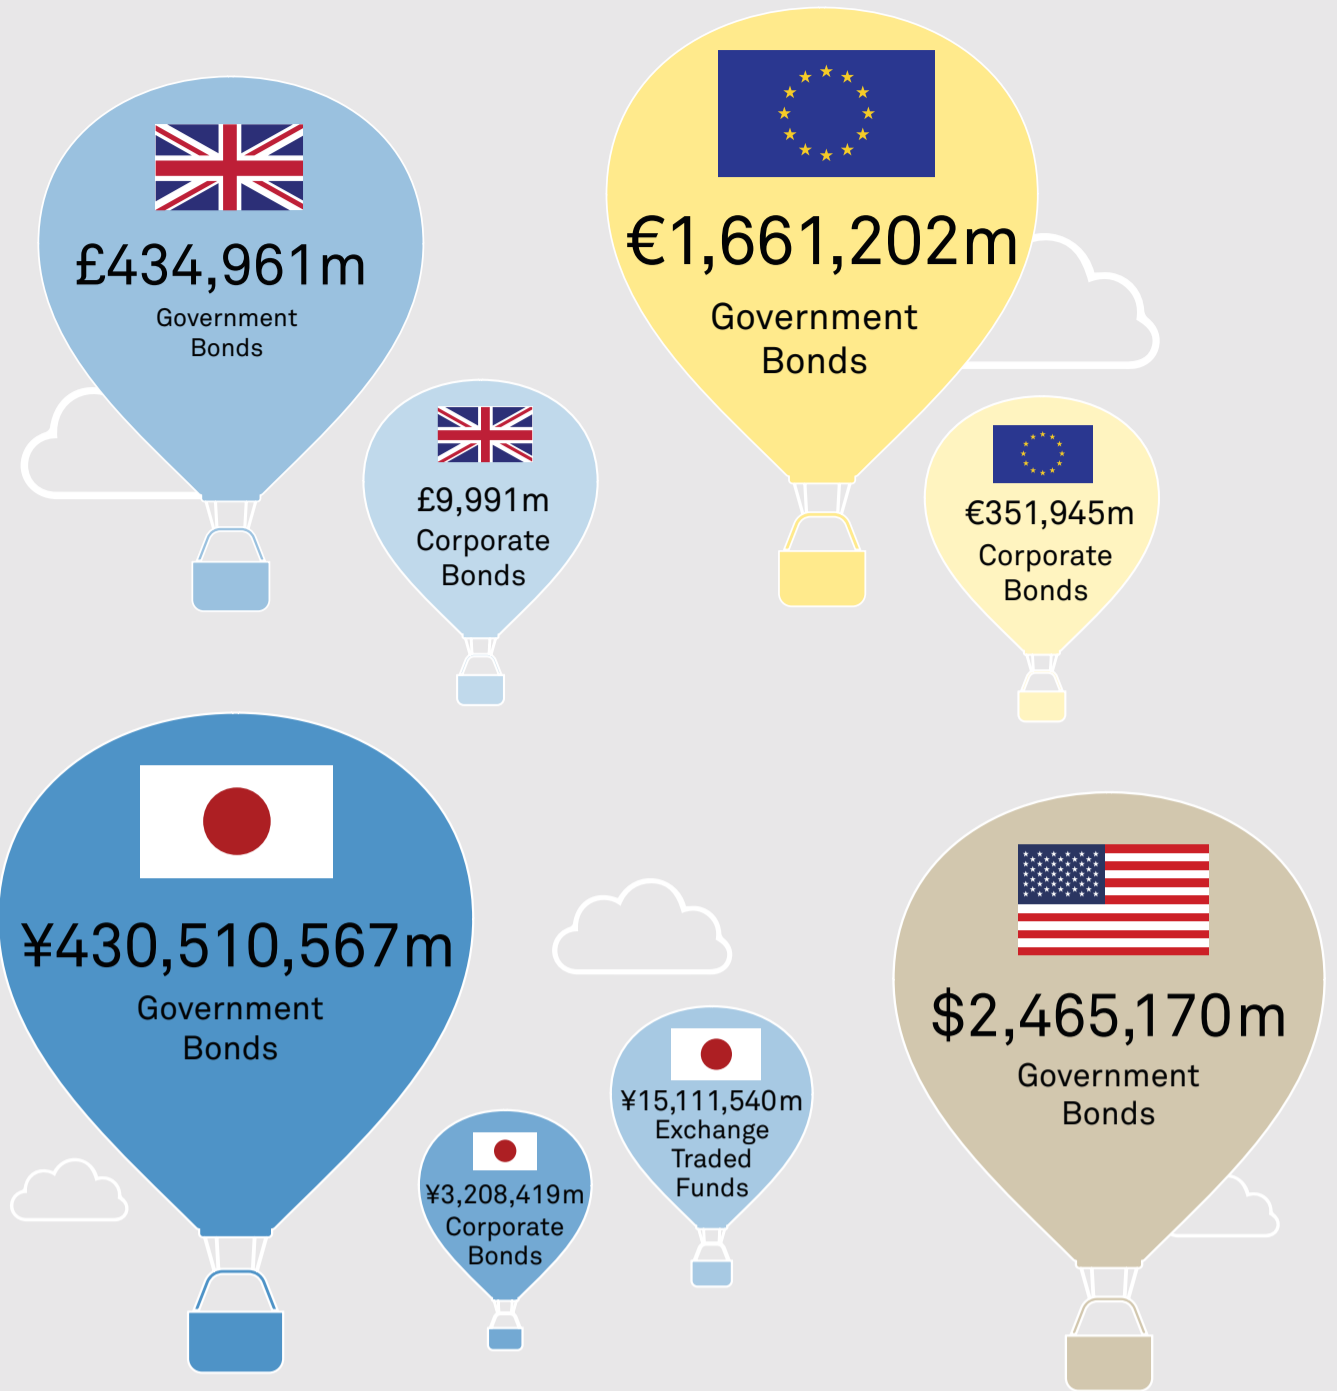 £434,961m
Government
Bonds
€1,661,202m
Government
Bonds
£9,991m
Corporate
Bonds
€351,945m
Corporate
Bonds
¥430,510,567m
Government
Bonds
¥3,208,419m
Corporate
Bonds
¥15,111,540m
Exchange
Traded
Funds
$2,465,170m
Government
Bonds